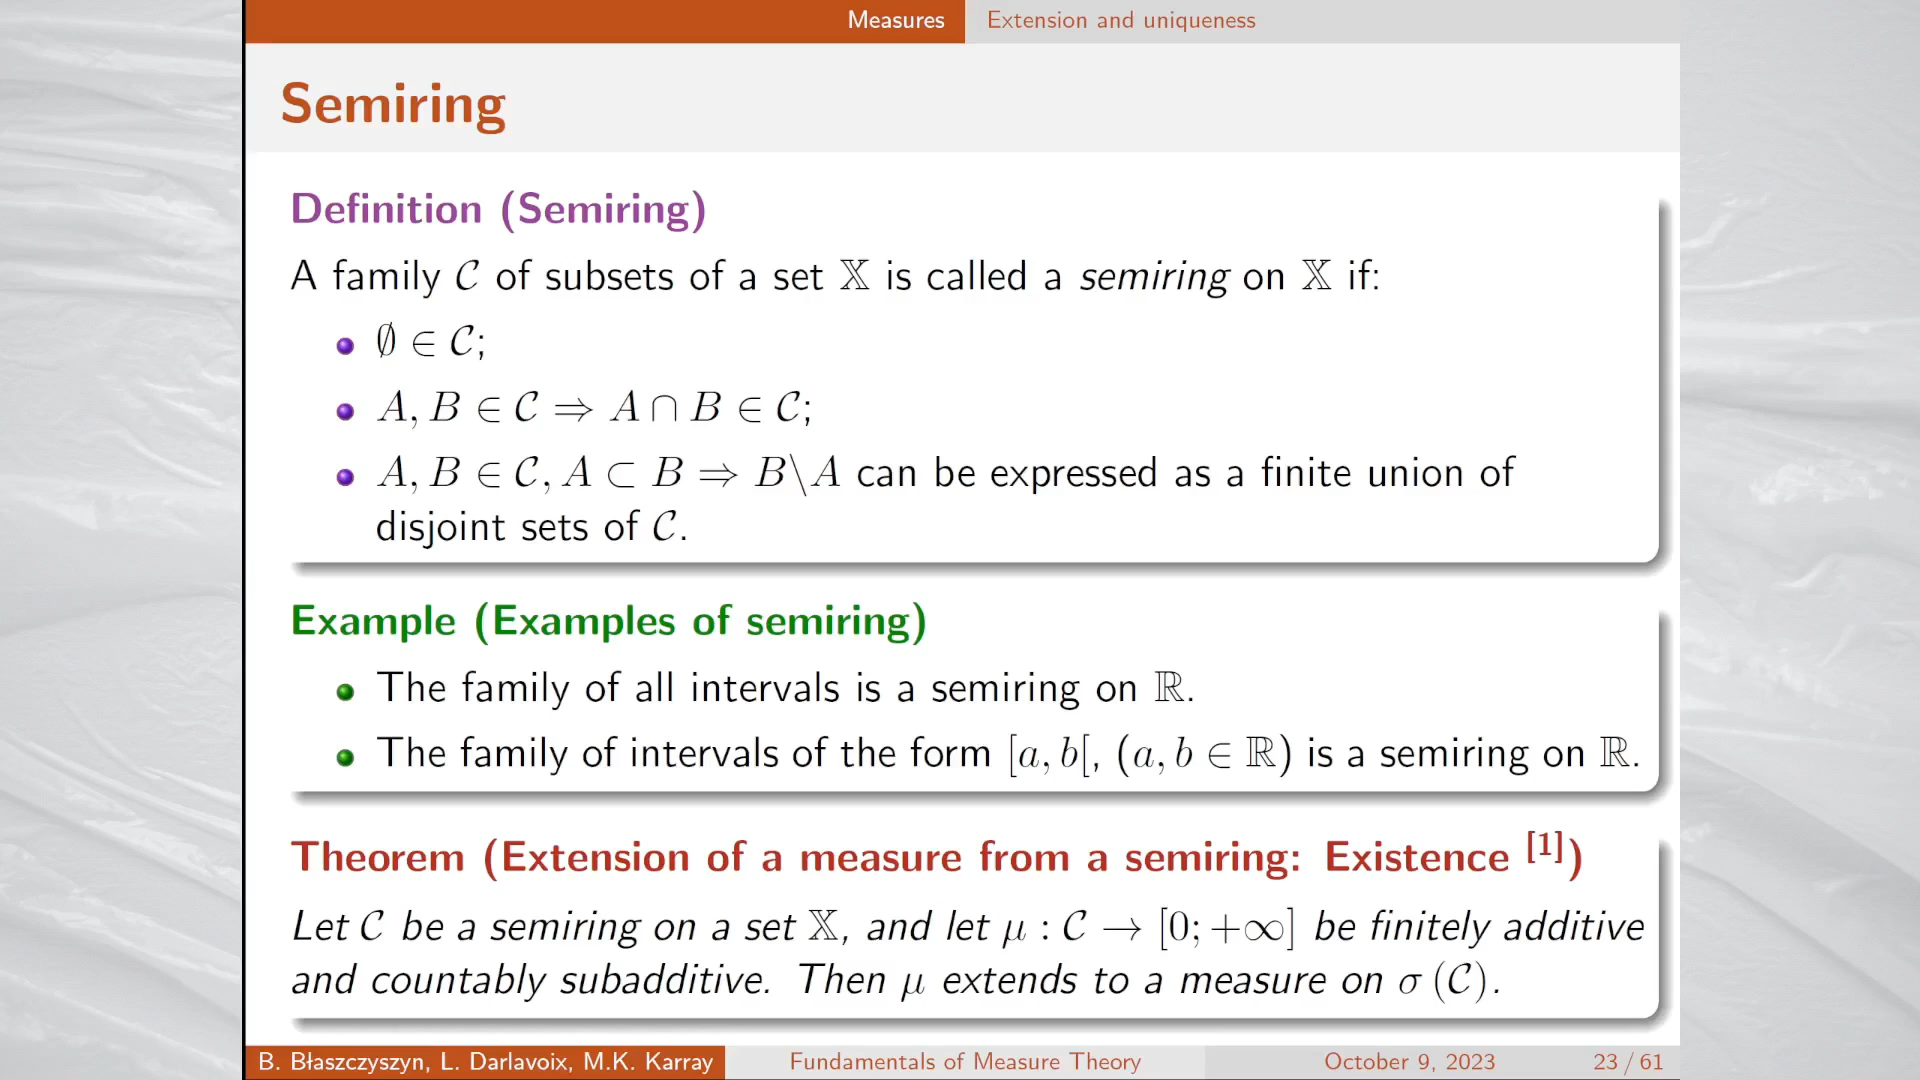 Measures Extension and uniqueness
Semiring
Definition (Semiring)
A family 𝒞 of subsets of a set 𝕏 is called a semiring on 𝕏 if:
• ∅ ∈ 𝒞;
• A, B ∈ 𝒞 ⇒ A ∩ B ∈ 𝒞;
• A, B ∈ 𝒞, A ⊂ B ⇒ B\A can be expressed as a finite union of
disjoint sets of 𝒞.
Example (Examples of semiring)
• The family of all intervals is a semiring on ℝ.
• The family of intervals of the form [a, b[, (a, b ∈ ℝ) is a semiring on ℝ.
Theorem (Extension of a measure from a semiring: Existence [1])
Let 𝒞 be a semiring on a set 𝕏, and let μ : 𝒞 → [0; +∞] be finitely additive
and countably subadditive. Then μ extends to a measure on σ (𝒞).
B. Błaszczyszyn, L. Darlavoix, M.K. Karray Fundamentals of Measure Theory October 9, 2023 23 / 61